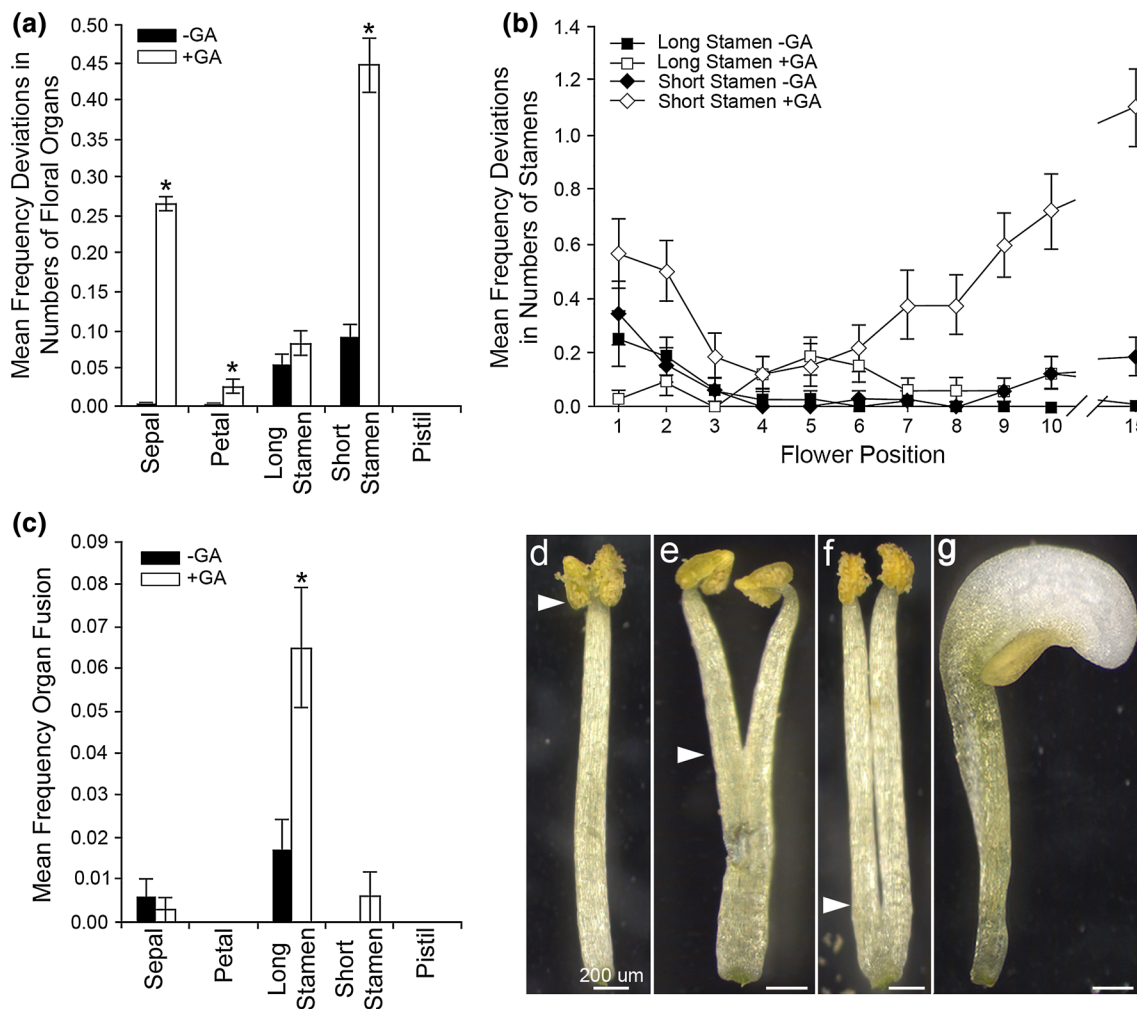 (a)
Mean Frequency Deviations in
Numbers of Floral Organs
0.50
0.45
0.40
0.35
0.30
0.25
0.20
0.15
0.10
0.05
0.00
-GA
+GA
*
*
*
Sepal
Petal
Long
Stamen
Short
Stamen
Pistil
(b)
Mean Frequency Deviations
in Numbers of Stamens
1.4
1.2
1.0
0.8
0.6
0.4
0.2
0.0
Long Stamen -GA
Long Stamen +GA
Short Stamen -GA
Short Stamen +GA
1 2 3 4 5 6 7 8 9 10 15
Flower Position
(c)
Mean Frequency Organ Fusion
0.09
0.08
0.07
0.06
0.05
0.04
0.03
0.02
0.01
0.00
-GA
+GA
*
Sepal
Petal
Long
Stamen
Short
Stamen
Pistil
d
e
f
g
200 um